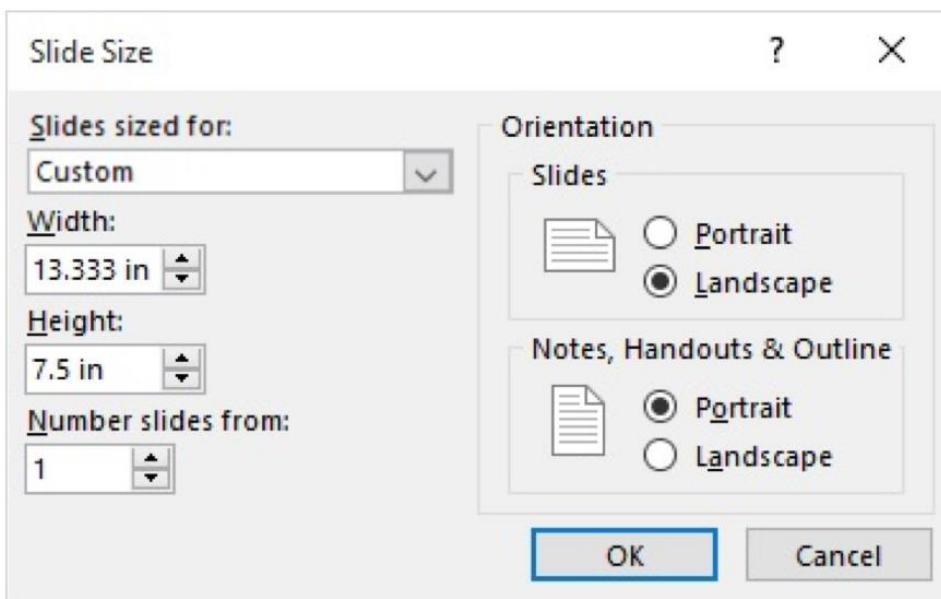 Slide Size
?
Slides sized for:
Custom
Width:
13.333 in
Height:
7.5 in
Number slides from:
1
Orientation
Slides
Portrait
Landscape
Notes, Handouts & Outline
Portrait
Landscape
OK
Cancel